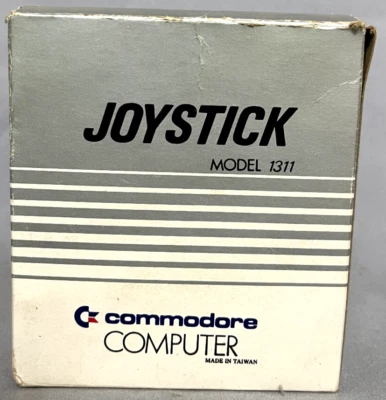 JOYSTICK
MODEL 1311
commodore
COMPUTER
MADE IN TAIWAN